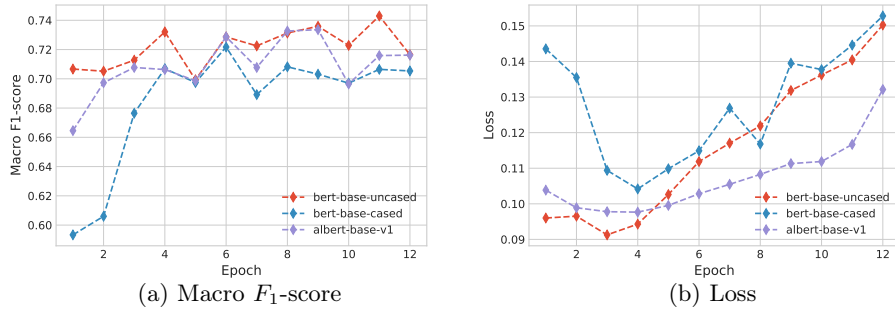 0.74
0.72
0.70
0.68
0.66
0.64
0.62
0.60
Macro F1-score
bert-base-uncased
bert-base-cased
albert-base-v1
2 4 6 8 10 12
Epoch
(a) Macro F₁-score
0.15
0.14
0.13
0.12
0.11
0.10
0.09
Loss
bert-base-uncased
bert-base-cased
albert-base-v1
2 4 6 8 10 12
Epoch
(b) Loss